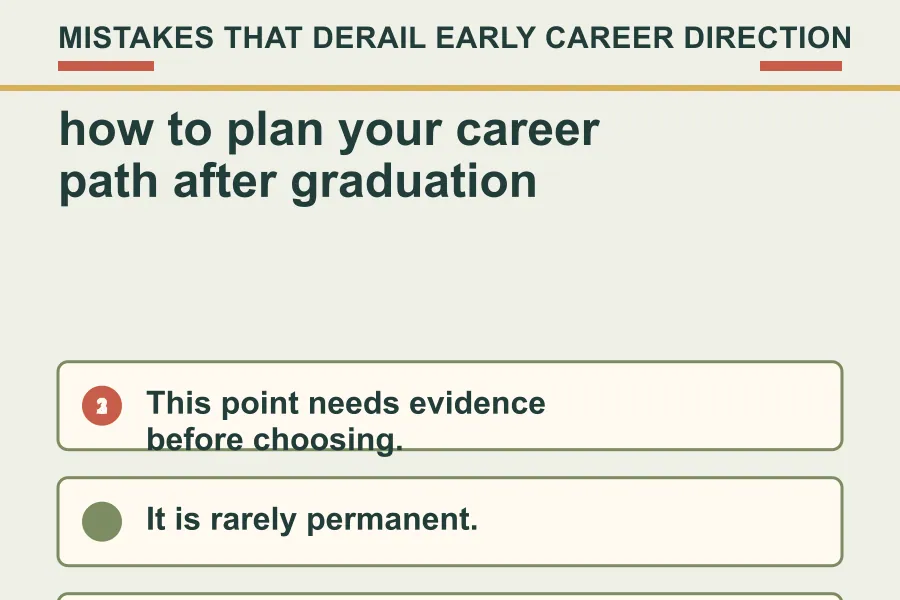 MISTAKES THAT DERAIL EARLY CAREER DIRECTION
how to plan your career
path after graduation
This point needs evidence
before choosing.
It is rarely permanent.